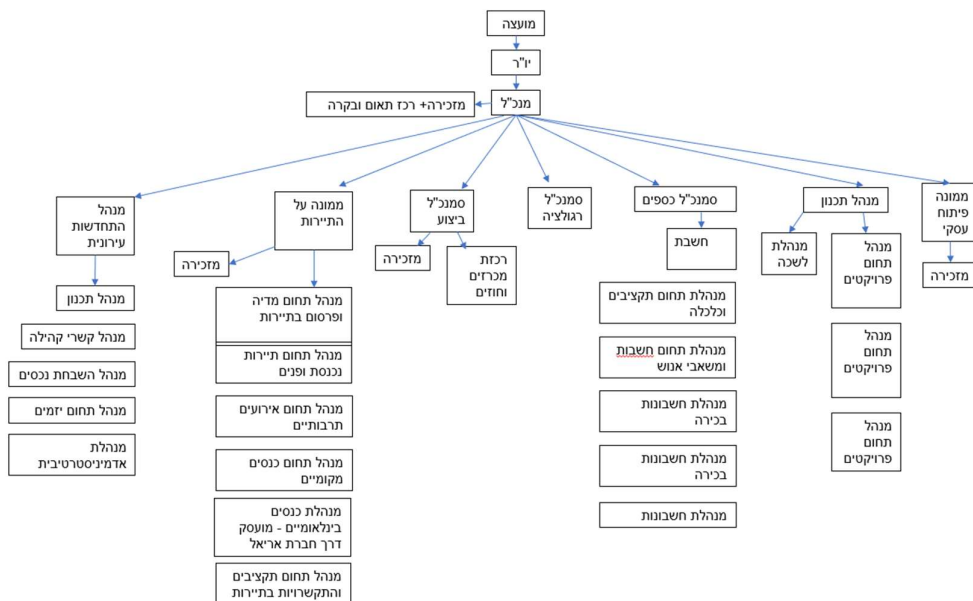 מועצה
יו"ר
מנכ"ל
מזכירה+ רכז תאום ובקרה
ממונה
פיתוח
עסקי
מזכירה
מנהל תכנון
מנהלת
לשכה
מנהל
תחום
פרויקטים
מנהל
תחום
פרויקטים
מנהל
תחום
פרויקטים
סמנכ"ל כספים
חשבת
מנהלת תחום תקציבים
וכלכלה
מנהלת תחום חשבות
ומשאבי אנוש
מנהלת חשבונות
בכירה
מנהלת חשבונות
בכירה
מנהלת חשבונות
סמנכ"ל
רגולציה
סמנכ"ל
ביצוע
רכזת
מכרזים
וחוזים
מזכירה
ממונה על
התיירות
מזכירה
מנהל תחום מדיה
ופרסום בתיירות
מנהל תחום תיירות
נכנסת ופנים
מנהל תחום אירועים
תרבותיים
מנהל תחום כנסים
מקומיים
מנהלת כנסים
בינלאומיים - מועסק
דרך חברת אריאל
מנהל תחום תקציבים
והתקשרויות בתיירות
מנהל
התחדשות
עירונית
מנהל תכנון
מנהל קשרי קהילה
מנהל השבחת נכסים
מנהל תחום יזמים
מנהלת
אדמיניסטרטיבית